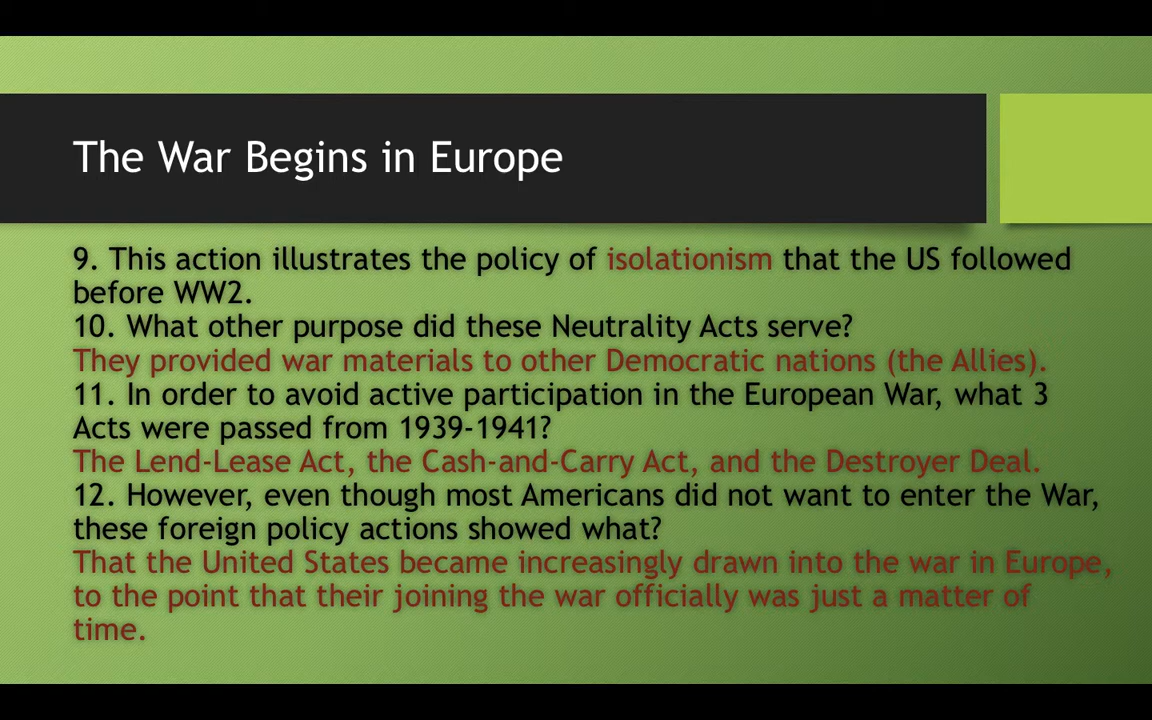 The War Begins in Europe
9. This action illustrates the policy of isolationism that the US followed
before WW2.
10. What other purpose did these Neutrality Acts serve?
They provided war materials to other Democratic nations (the Allies).
11. In order to avoid active participation in the European War, what 3
Acts were passed from 1939-1941?
The Lend-Lease Act, the Cash-and-Carry Act, and the Destroyer Deal.
12. However, even though most Americans did not want to enter the War,
these foreign policy actions showed what?
That the United States became increasingly drawn into the war in Europe,
to the point that their joining the war officially was just a matter of
time.